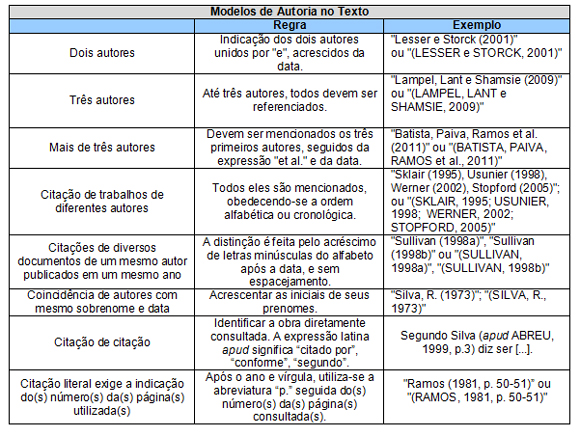 Modelos de Autoria no Texto
Regra
Exemplo
Dois autores
Indicação dos dois autores
unidos por "e", acrescidos da
data.
"Lesser e Storck (2001)"
ou "(LESSER e STORCK, 2001)"
Três autores
Até três autores, todos devem ser
referenciados.
"Lampel, Lant e Shamsie (2009)"
ou "(LAMPEL, LANT e
SHAMSIE, 2009)"
Mais de três autores
Devem ser mencionados os três
primeiros autores, seguidos da
expressão "et al." e da data.
"Batista, Paiva, Ramos et al.
(2011)" ou "(BATISTA, PAIVA,
RAMOS et al., 2011)"
Citação de trabalhos de
diferentes autores
Todos eles são mencionados,
obedecendo-se a ordem
alfabética ou cronológica.
"Sklair (1995), Usunier (1998),
Werner (2002), Stopford (2005)";
ou "(SKLAIR, 1995; USUNIER,
1998; WERNER, 2002;
STOPFORD, 2005)"
Citações de diversos
documentos de um mesmo autor
publicados em um mesmo ano
A distinção é feita pelo acréscimo
de letras minúsculas do alfabeto
após a data, e sem
espacejamento.
"Sullivan (1998a)", "Sullivan
(1998b)" ou "(SULLIVAN,
1998a)", "(SULLIVAN, 1998b)"
Coincidência de autores com
mesmo sobrenome e data
Acrescentar as iniciais de seus
prenomes.
"Silva, R. (1973)"; "(SILVA, R.,
1973)"
Citação de citação
Identificar a obra diretamente
consultada. A expressão latina
apud significa “citado por”,
“conforme”, “segundo”.
Segundo Silva (apud ABREU,
1999, p.3) diz ser [...].
Citação literal exige a indicação
do(s) número(s) da(s) página(s)
utilizada(s)
Após o ano e vírgula, utiliza-se a
abreviatura “p.” seguida do(s)
número(s) da(s) página(s)
consultada(s).
"Ramos (1981, p. 50-51)” ou
“(RAMOS, 1981, p. 50-51)"